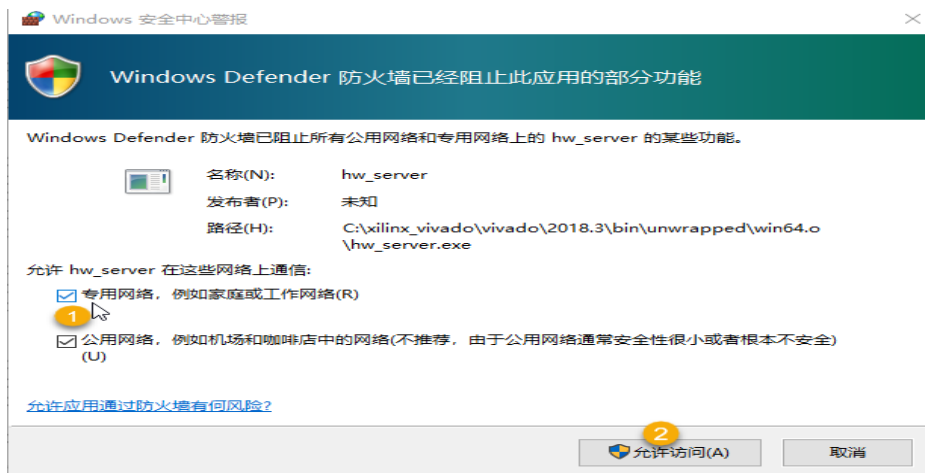 Windows 安全中心警报
Windows Defender 防火墙已经阻止此应用的部分功能
Windows Defender 防火墙已阻止所有公用网络和专用网络上的 hw_server 的某些功能。
名称(N): hw_server
发布者(P): 未知
路径(H): C:\xilinx_vivado\vivado\2018.3\bin\unwrapped\win64.o
\hw_server.exe
允许 hw_server 在这些网络上通信:
专用网络，例如家庭或工作网络(R)
1
公用网络，例如机场和咖啡店中的网络(不推荐，由于公用网络通常安全性很小或者根本不安全)
(U)
允许应用通过防火墙有何风险?
2
允许访问(A) 取消